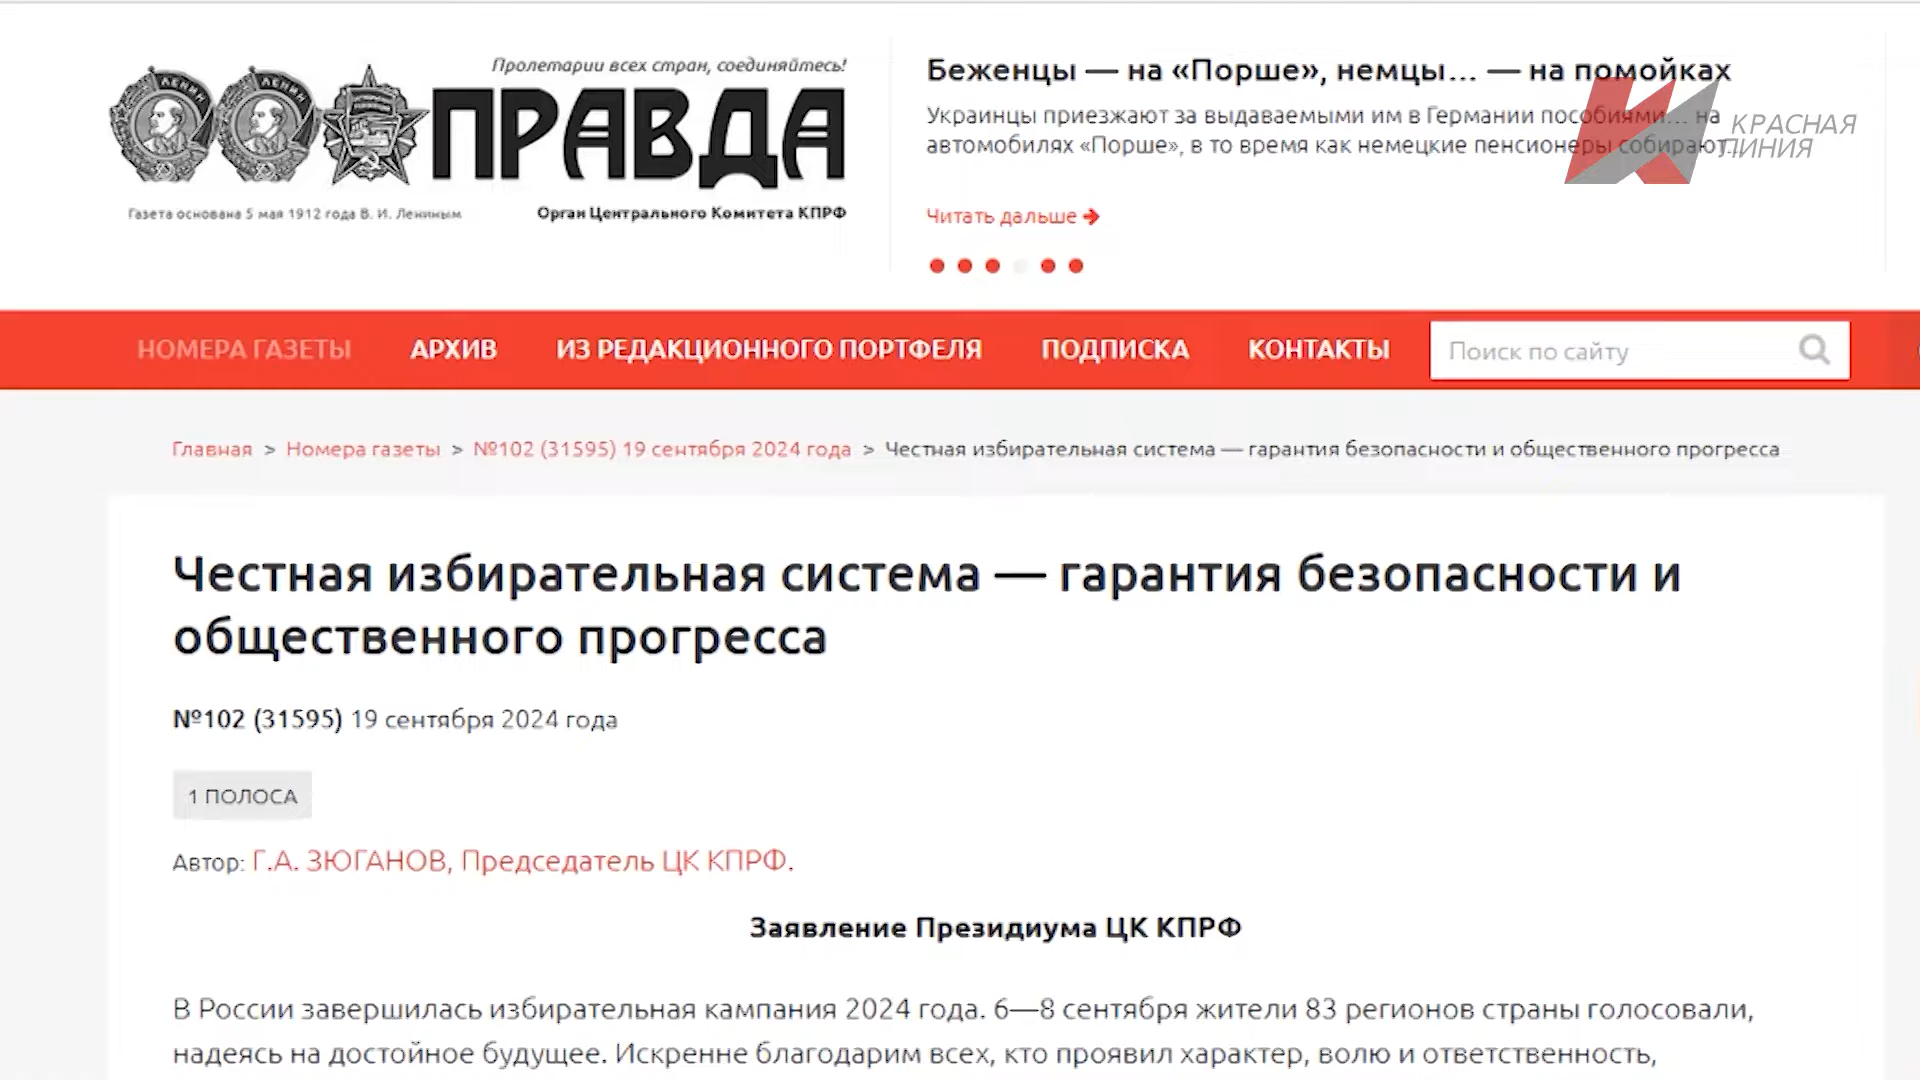 Пролетарии всех стран, соединяйтесь!
ПРАВДА
Газета основана 5 мая 1912 года В. И. Лениным
Орган Центрального Комитета КПРФ
Беженцы — на «Порше», немцы… — на помойках
Украинцы приезжают за выдаваемыми им в Германии пособиями… на
автомобилях «Порше», в то время как немецкие пенсионеры собирают..
Читать дальше
КРАСНАЯ
ЛИНИЯ
НОМЕРА ГАЗЕТЫ АРХИВ ИЗ РЕДАКЦИОННОГО ПОРТФЕЛЯ ПОДПИСКА КОНТАКТЫ Поиск по сайту
Главная > Номера газеты > №102 (31595) 19 сентября 2024 года > Честная избирательная система — гарантия безопасности и общественного прогресса
Честная избирательная система — гарантия безопасности и
общественного прогресса
№102 (31595) 19 сентября 2024 года
1 ПОЛОСА
Автор: Г.А. ЗЮГАНОВ, Председатель ЦК КПРФ.
Заявление Президиума ЦК КПРФ
В России завершилась избирательная кампания 2024 года. 6—8 сентября жители 83 регионов страны голосовали,
надеясь на достойное будущее. Искренне благодарим всех, кто проявил характер, волю и ответственность,